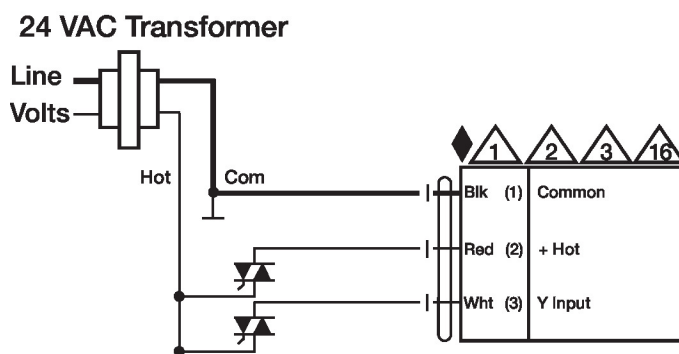 24 VAC Transformer
Line
Volts
1 2 3 16
Hot Com
Blk (1) Common
Red (2) + Hot
Wht (3) Y Input